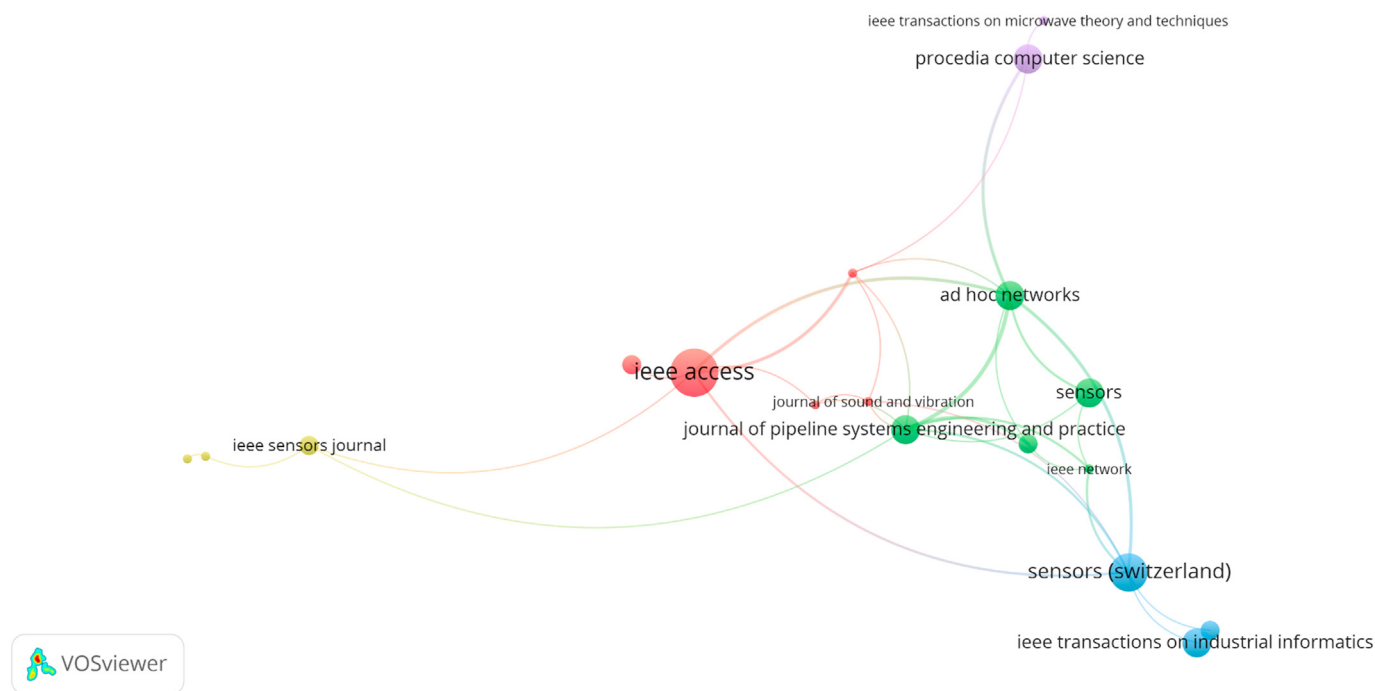 ieee transactions on microwave theory and techniques
procedia computer science
ad hoc networks
ieee access
sensors
journal of sound and vibration
journal of pipeline systems engineering and practice
ieee sensors journal
ieee network
sensors (switzerland)
ieee transactions on industrial informatics
VOSviewer